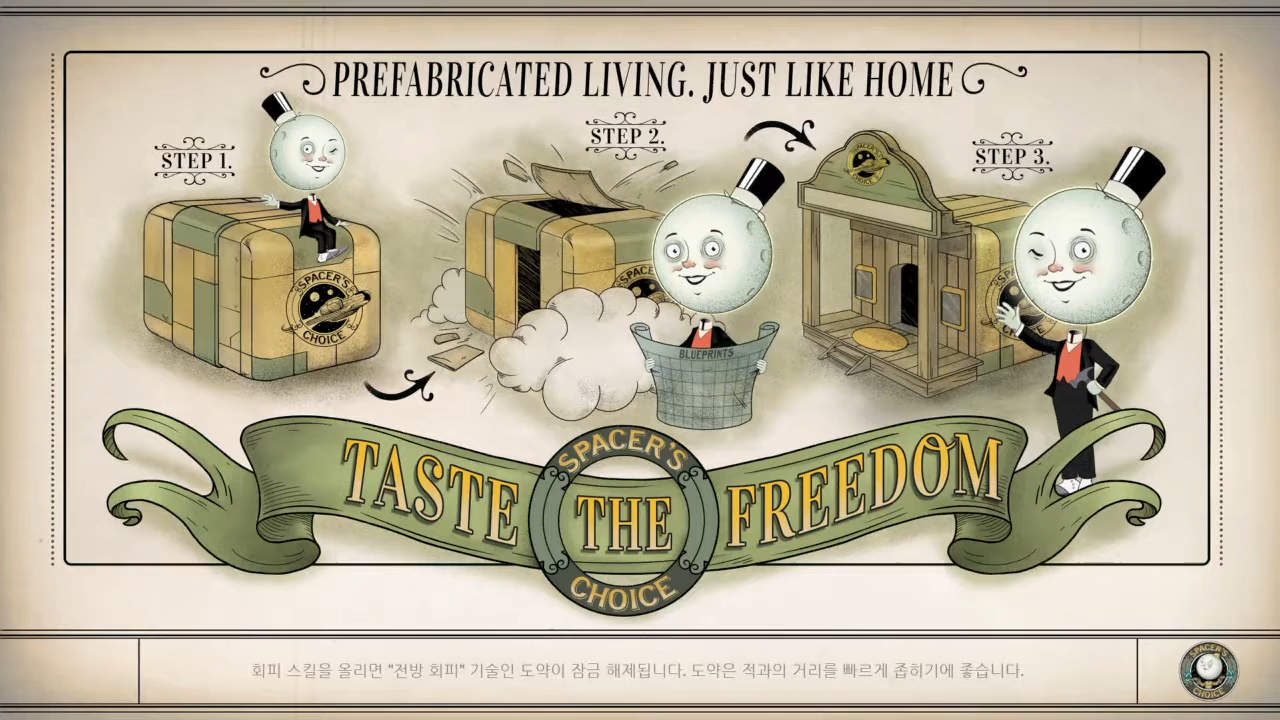 PREFABRICATED LIVING. JUST LIKE HOME
STEP 1.
STEP 2.
STEP 3.
SPACER'S
CHOICE
SPACER'S
SPACER'S
CHOICE
BLUEPRINTS
TASTE THE FREEDOM
SPACER'S
CHOICE
회피 스킬을 올리면 "전방 회피" 기술인 도약이 잠금 해제됩니다. 도약은 적과의 거리를 빠르게 좁히기에 좋습니다.
SPACER'S
CHOICE